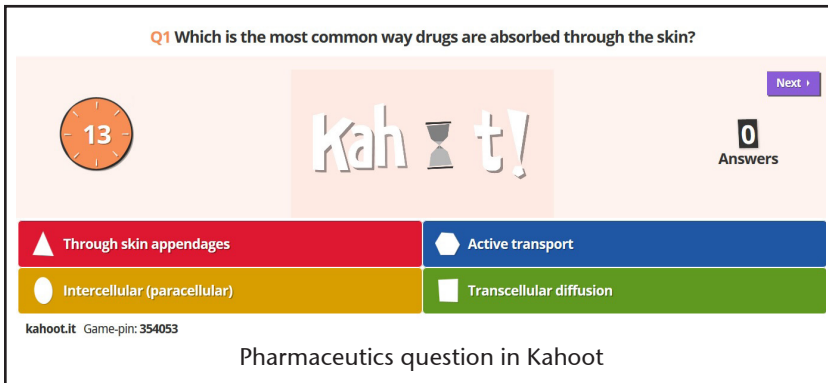 Q1 Which is the most common way drugs are absorbed through the skin?
Next
13
Kah t!
0
Answers
Through skin appendages
Active transport
Intercellular (paracellular)
Transcellular diffusion
kahoot.it Game-pin: 354053
Pharmaceutics question in Kahoot